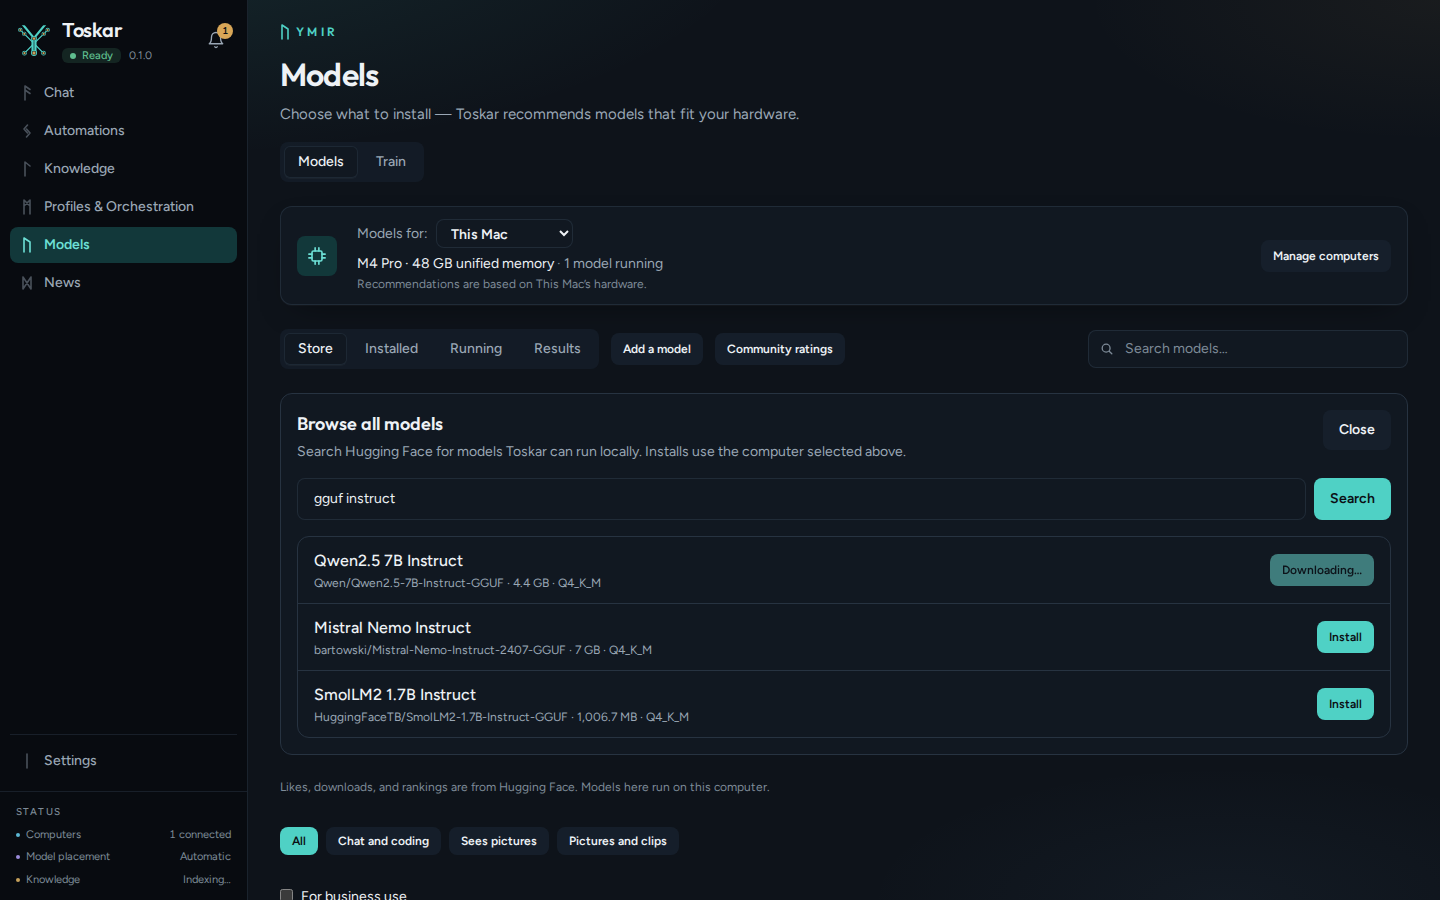 Toskar
Ready 0.1.0
1
Chat
Automations
Knowledge
Profiles & Orchestration
Models
News
Settings
STATUS
Computers 1 connected
Model placement Automatic
Knowledge Indexing...
YMIR
Models
Choose what to install — Toskar recommends models that fit your hardware.
Models Train
Models for: This Mac
M4 Pro · 48 GB unified memory · 1 model running
Recommendations are based on This Mac's hardware.
Manage computers
Store Installed Running Results Add a model Community ratings Search models...
Browse all models
Search Hugging Face for models Toskar can run locally. Installs use the computer selected above.
Close
gguf instruct Search
Qwen2.5 7B Instruct
Qwen/Qwen2.5-7B-Instruct-GGUF · 4.4 GB · Q4_K_M
Downloading...
Mistral Nemo Instruct
bartowski/Mistral-Nemo-Instruct-2407-GGUF · 7 GB · Q4_K_M
Install
SmolLM2 1.7B Instruct
HuggingFaceTB/SmolLM2-1.7B-Instruct-GGUF · 1,006.7 MB · Q4_K_M
Install
Likes, downloads, and rankings are from Hugging Face. Models here run on this computer.
All Chat and coding Sees pictures Pictures and clips
For business use